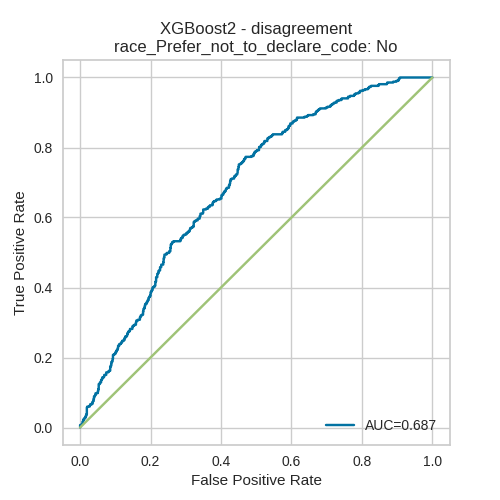 XGBoost2 - disagreement
race_Prefer_not_to_declare_code: No
1.0
0.8
0.6
0.4
0.2
0.0
True Positive Rate
AUC=0.687
0.0 0.2 0.4 0.6 0.8 1.0
False Positive Rate